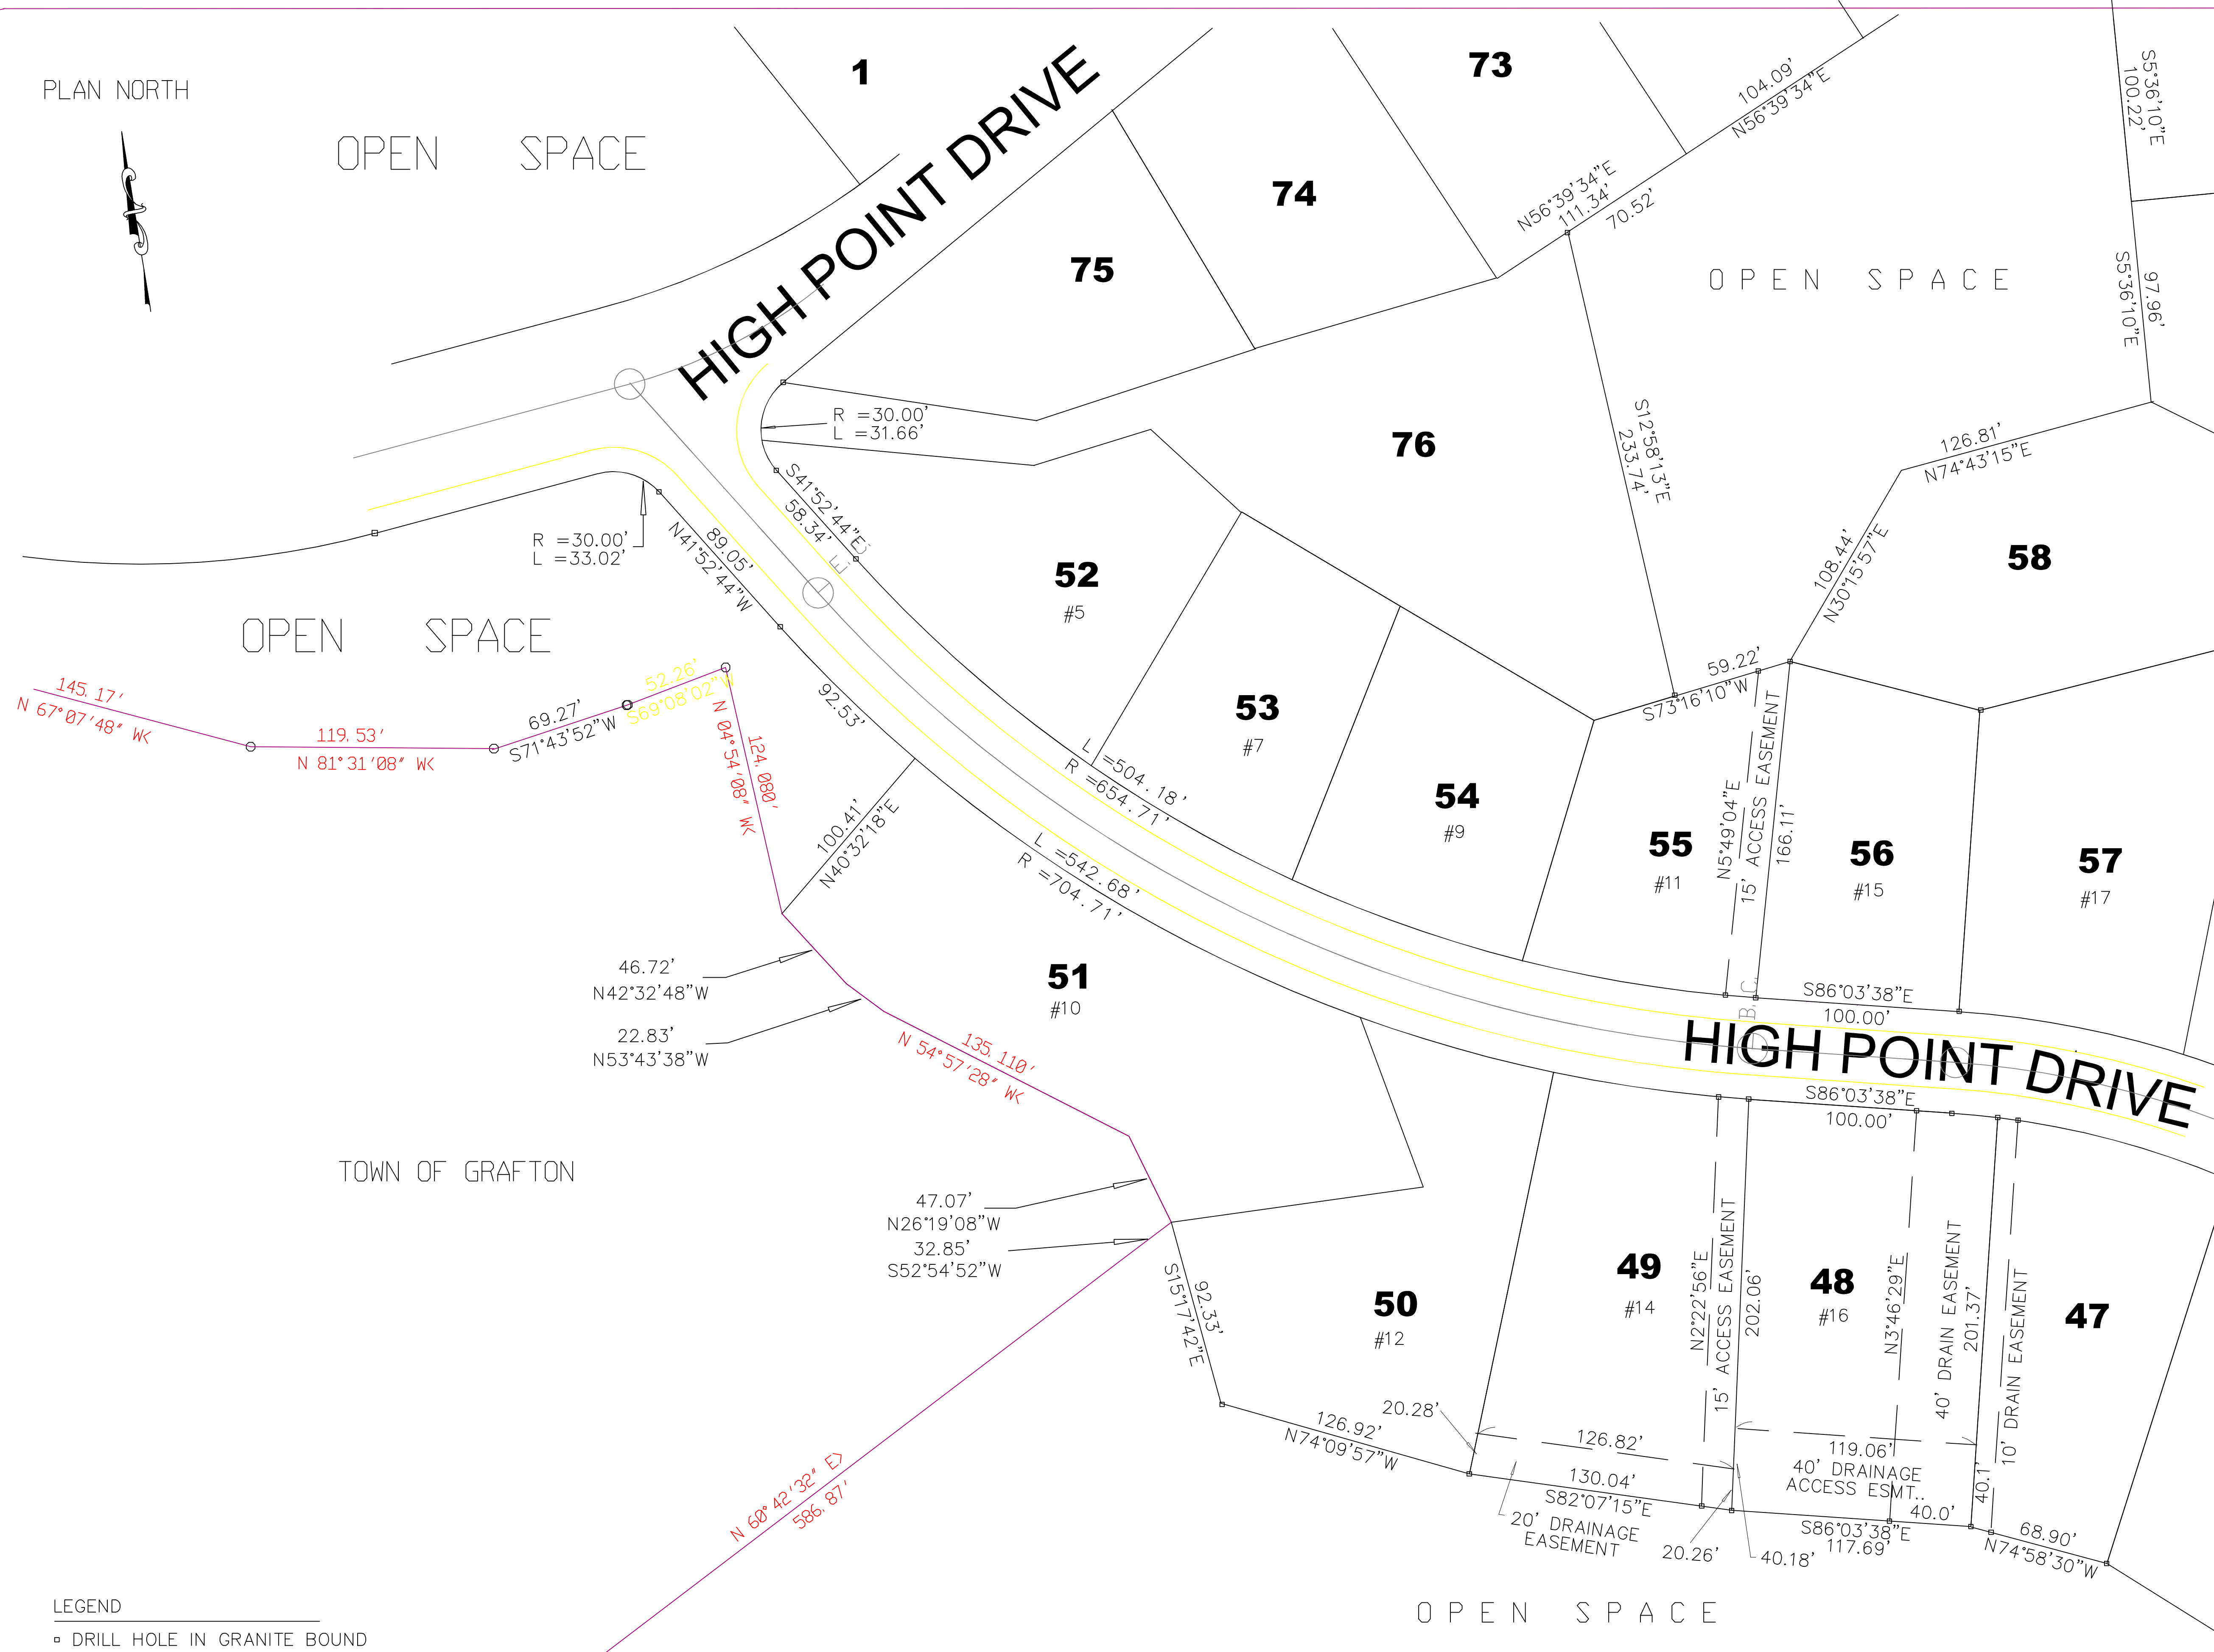 PLAN NORTH
OPEN SPACE
1
HIGH POINT DRIVE
73
104.09'
N56°39'34"E
S5°36'10"E
100.22'
74
N56°39'34"E
111.34'
70.52'
75
OPEN SPACE
S5°36'10"E
97.96'
R =30.00'
L =31.66'
76
S12°58'13"E
233.74'
126.81'
N74°43'15"E
S41°52'44"E
58.34'
R =30.00'
L =33.02'
89.05'
N41°52'44"W
108.44'
N30°15'57"E
58
52
#5
OPEN SPACE
145.17'
N 67°07'48" WK
119.53'
N 81°31'08" WK
69.27'
S71°43'52"W
52.26'
S69°08'02"W
N 04°54'08" WK
124.080'
92.53'
53
#7
59.22'
S73°16'10"W
L =504.18'
R =654.71'
54
#9
55
#11
N5°49'04"E
15' ACCESS EASEMENT
166.11'
56
#15
57
#17
100.41'
N40°32'18"E
L =542.68'
R =704.71'
46.72'
N42°32'48"W
22.83'
N53°43'38"W
51
#10
135.110'
N 54°57'28" WK
B.C.
S86°03'38"E
100.00'
HIGH POINT DRIVE
S86°03'38"E
100.00'
TOWN OF GRAFTON
47.07'
N26°19'08"W
32.85'
S52°54'52"W
S15°17'42"E
92.33'
50
#12
49
#14
N2°22'56"E
15' ACCESS EASEMENT
202.06'
48
#16
N3°46'29"E
40' DRAIN EASEMENT
201.37'
10' DRAIN EASEMENT
47
20.28'
126.92'
N74°09'57"W
126.82'
130.04'
S82°07'15"E
20' DRAINAGE
EASEMENT
20.26'
40.18'
119.06'
40' DRAINAGE
ACCESS ESMT..
40.1'
40.0'
S86°03'38"E
117.69'
68.90'
N74°58'30"W
N 60°42'32" E>
586.87'
OPEN SPACE
LEGEND
DRILL HOLE IN GRANITE BOUND